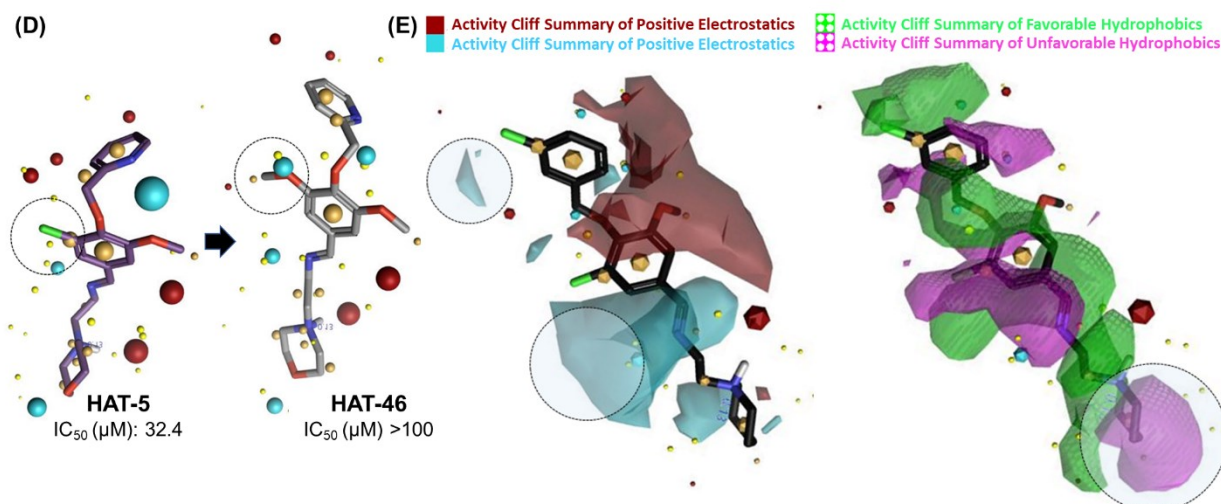 (D)
(E)
Activity Cliff Summary of Positive Electrostatics
Activity Cliff Summary of Positive Electrostatics
Activity Cliff Summary of Favorable Hydrophobics
Activity Cliff Summary of Unfavorable Hydrophobics
HAT-5
IC₅₀ (µM): 32.4
HAT-46
IC₅₀ (µM) >100